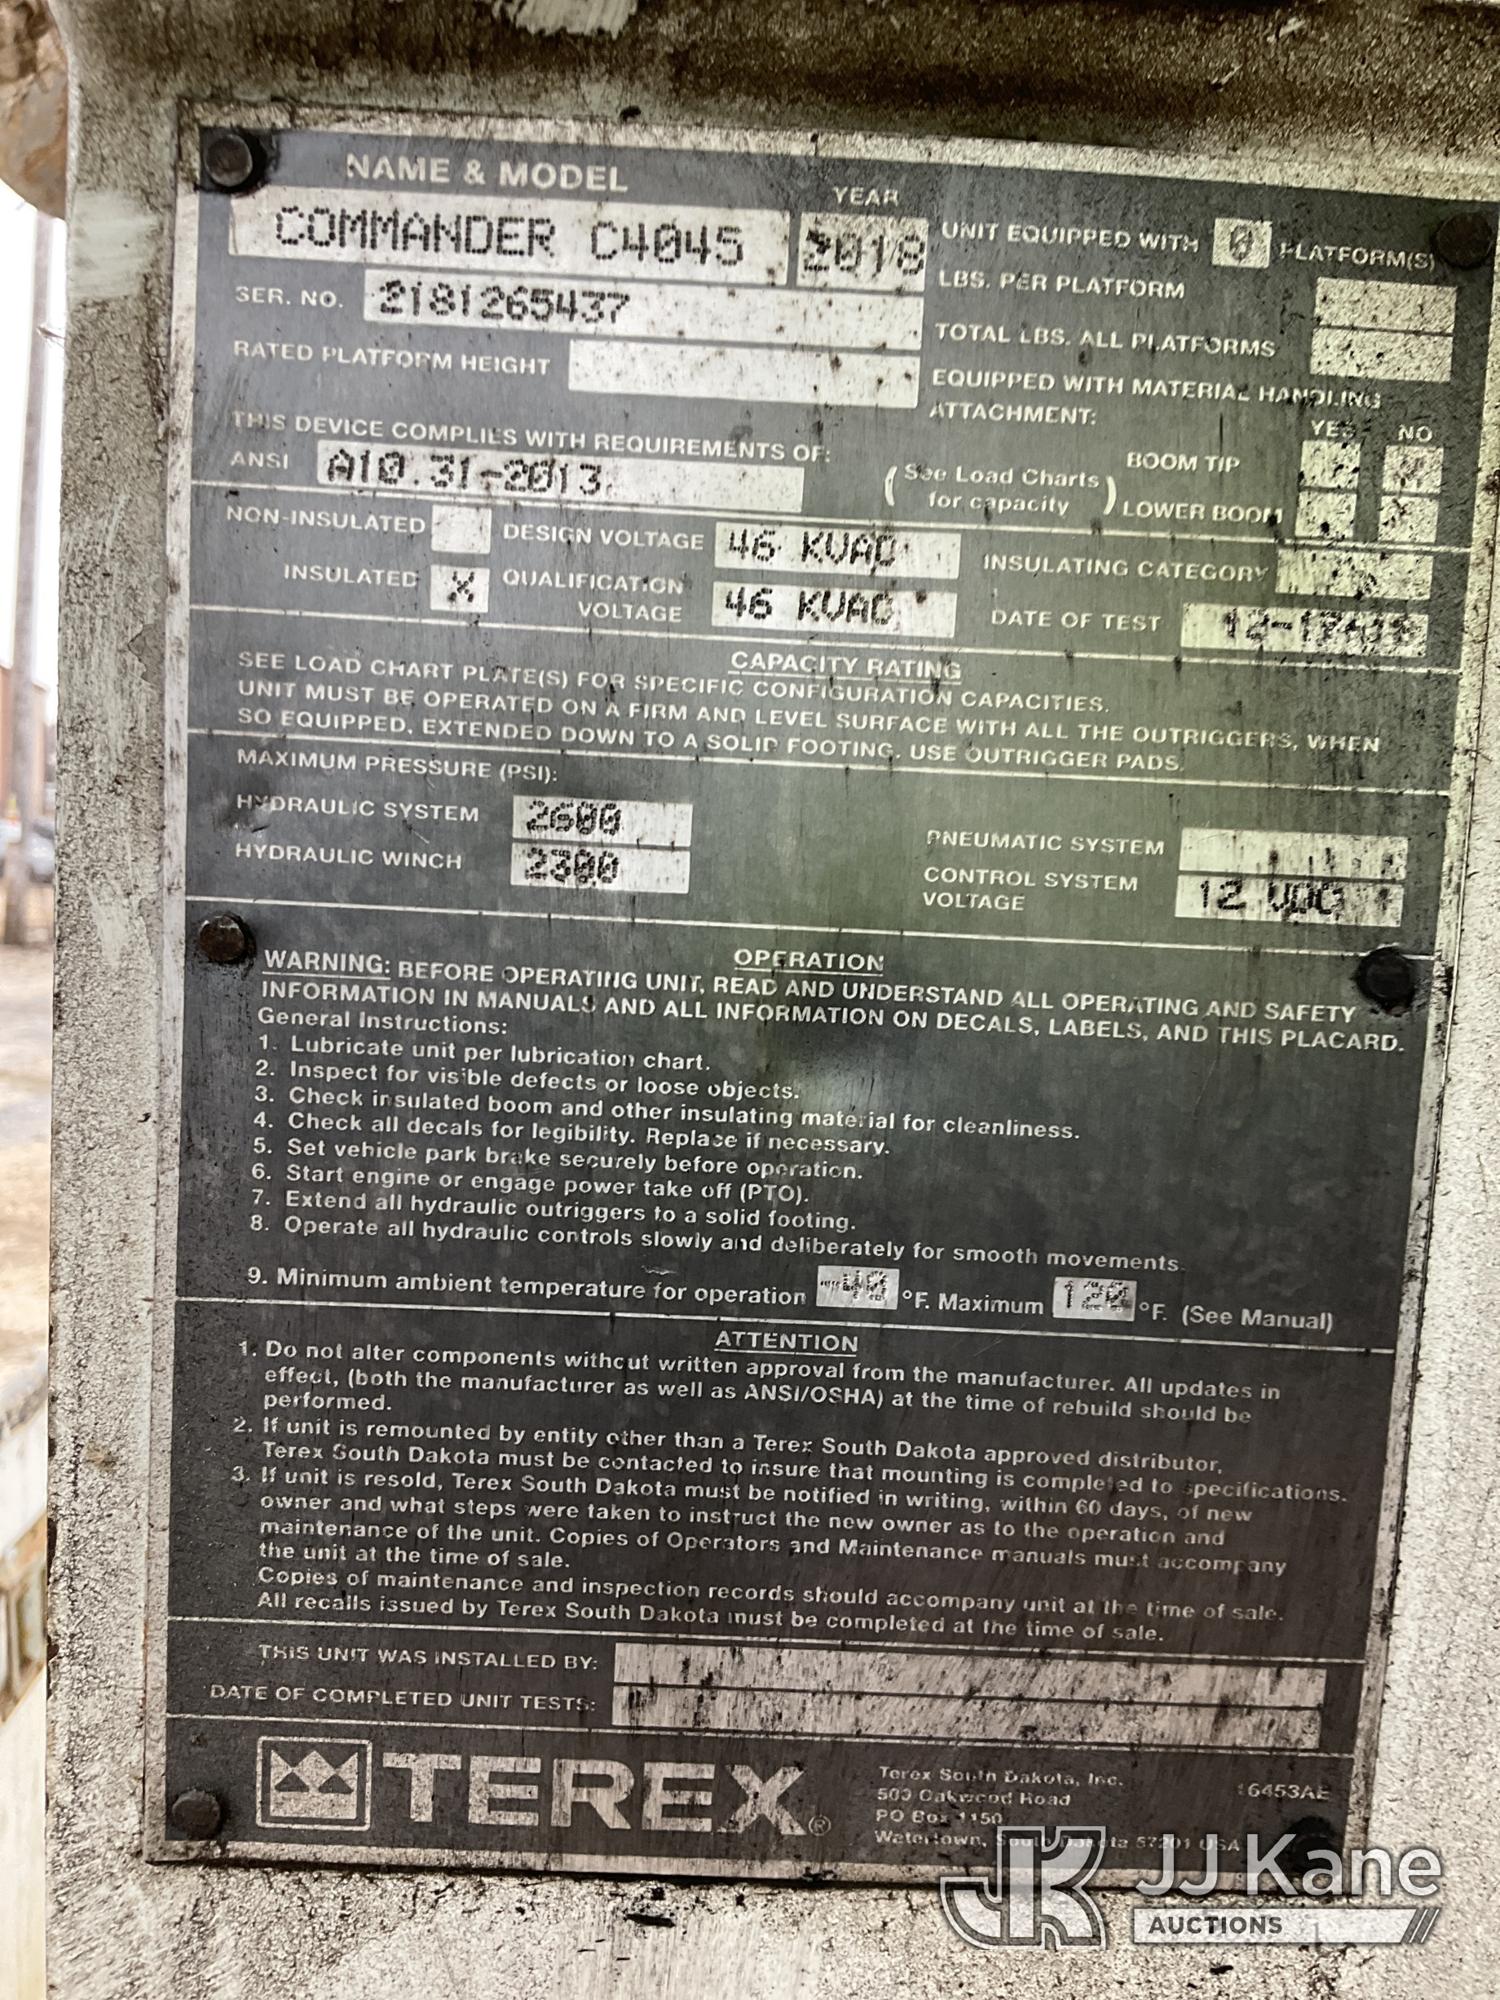 NAME & MODEL
YEAR
COMMANDER C4045
2018
UNIT EQUIPPED WITH 0 PLATFORM(S)
SER. NO. 2181265437
LBS. PER PLATFORM
TOTAL LBS. ALL PLATFORMS
RATED PLATFORM HEIGHT
EQUIPPED WITH MATERIAL HANDLING
ATTACHMENT:
YES NO
THIS DEVICE COMPLIES WITH REQUIREMENTS OF:
ANSI A10.31-2013
(See Load Charts for capacity)
BOOM TIP
LOWER BOOM
NON-INSULATED
DESIGN VOLTAGE 46 KVAC
INSULATING CATEGORY
INSULATED X
QUALIFICATION
VOLTAGE 46 KVAC
DATE OF TEST
CAPACITY RATING
SEE LOAD CHART PLATE(S) FOR SPECIFIC CONFIGURATION CAPACITIES.
UNIT MUST BE OPERATED ON A FIRM AND LEVEL SURFACE WITH ALL THE OUTRIGGERS, WHEN
SO EQUIPPED, EXTENDED DOWN TO A SOLID FOOTING. USE OUTRIGGER PADS.
MAXIMUM PRESSURE (PSI):
HYDRAULIC SYSTEM 2600
PNEUMATIC SYSTEM
HYDRAULIC WINCH 2300
CONTROL SYSTEM
VOLTAGE 12 VDC
OPERATION
WARNING: BEFORE OPERATING UNIT, READ AND UNDERSTAND ALL OPERATING AND SAFETY
INFORMATION IN MANUALS AND ALL INFORMATION ON DECALS, LABELS, AND THIS PLACARD.
General Instructions:
1. Lubricate unit per lubrication chart.
2. Inspect for visible defects or loose objects.
3. Check insulated boom and other insulating material for cleanliness.
4. Check all decals for legibility. Replace if necessary.
5. Set vehicle park brake securely before operation.
6. Start engine or engage power take off (PTO).
7. Extend all hydraulic outriggers to a solid footing.
8. Operate all hydraulic controls slowly and deliberately for smooth movements.
9. Minimum ambient temperature for operation -40 °F. Maximum 120 °F. (See Manual)
ATTENTION
1. Do not alter components without written approval from the manufacturer. All updates in
effect, (both the manufacturer as well as ANSI/OSHA) at the time of rebuild should be
performed.
2. If unit is remounted by entity other than a Terex South Dakota approved distributor,
Terex South Dakota must be contacted to insure that mounting is completed to specifications.
3. If unit is resold, Terex South Dakota must be notified in writing, within 60 days, of new
owner and what steps were taken to instruct the new owner as to the operation and
maintenance of the unit. Copies of Operators and Maintenance manuals must accompany
the unit at the time of sale.
Copies of maintenance and inspection records should accompany unit at the time of sale.
All recalls issued by Terex South Dakota must be completed at the time of sale.
THIS UNIT WAS INSTALLED BY:
DATE OF COMPLETED UNIT TESTS:
TEREX®
Terex South Dakota, Inc.
500 Oakwood Road
PO Box 1150
Watertown, South Dakota 57201 USA
16453AE
JK JJ Kane
AUCTIONS